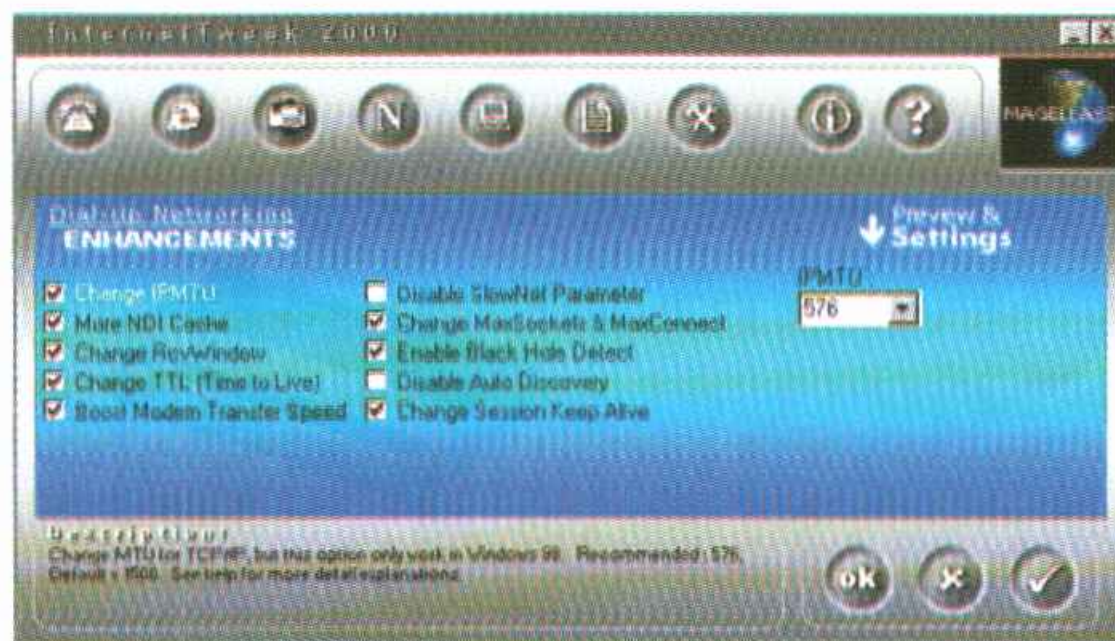 InternetTweak 2000
N
MAGELLASS
Dial-up Networking
ENHANCEMENTS
Preview &
Settings
Change IPMTU
More NDI Cache
Change RcvWindow
Change TTL (Time to Live)
Boost Modem Transfer Speed
Disable SlowNet Parameter
Change MaxSockets & MaxConnect
Enable Black Hole Detect
Disable Auto Discovery
Change Session Keep Alive
IPMTU
576
Description:
Change MTU for TCP/IP, but this option only work in Windows 98. Recommended : 576,
Default = 1500. See help for more detail explanations.
ok